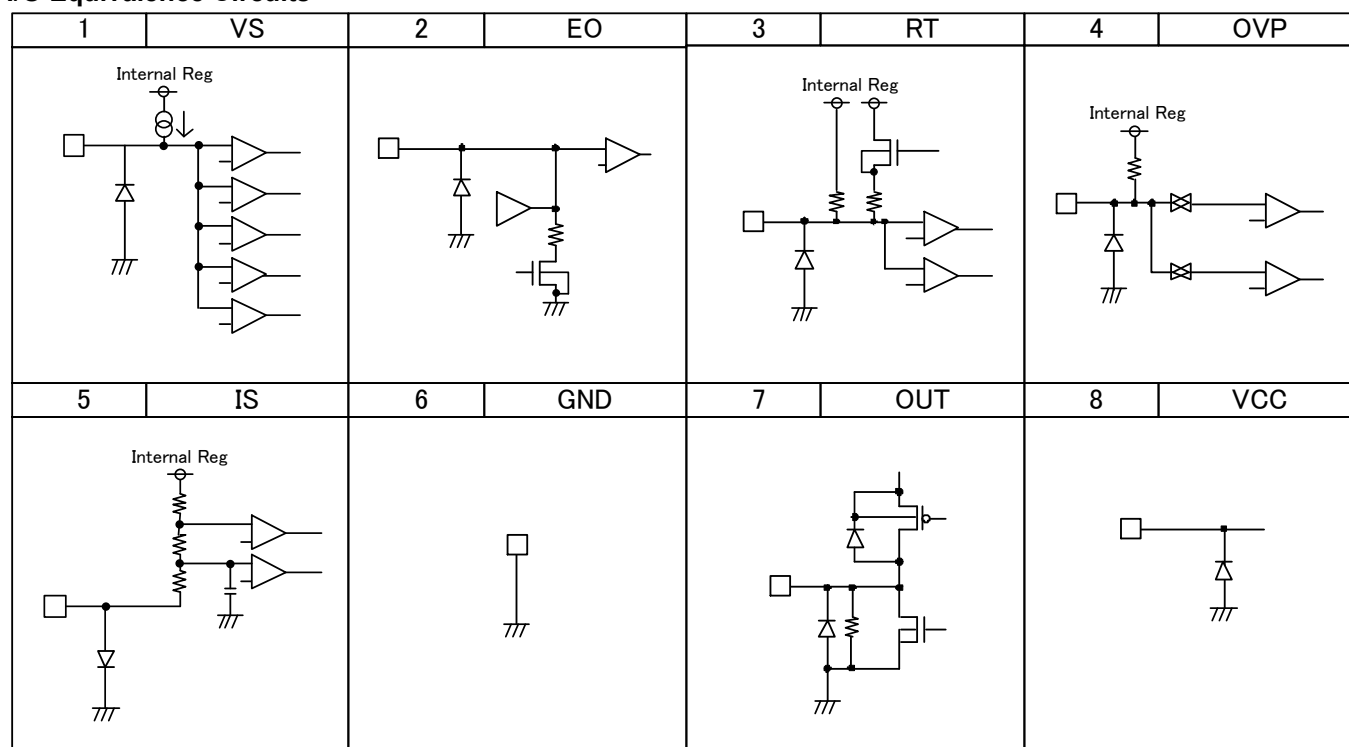 1 VS 2 EO 3 RT 4 OVP
Internal Reg
Internal Reg
Internal Reg
5 IS 6 GND 7 OUT 8 VCC
Internal Reg